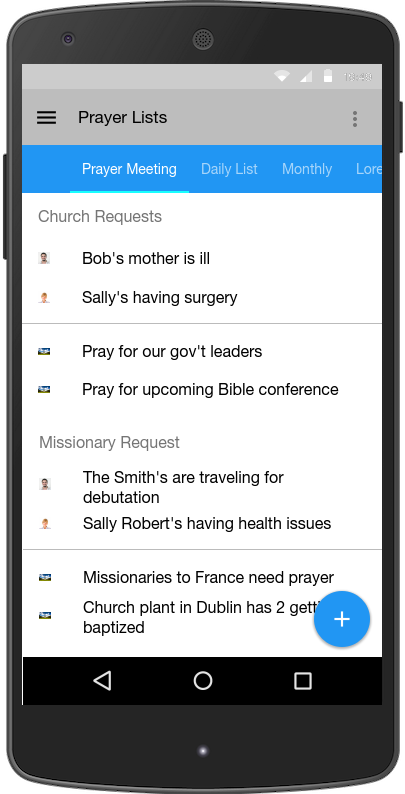 Prayer Lists
Prayer Meeting Daily List Monthly Lore
Church Requests
Bob's mother is ill
Sally's having surgery
Pray for our gov't leaders
Pray for upcoming Bible conference
Missionary Request
The Smith's are traveling for
debutation
Sally Robert's having health issues
Missionaries to France need prayer
Church plant in Dublin has 2 getti
baptized